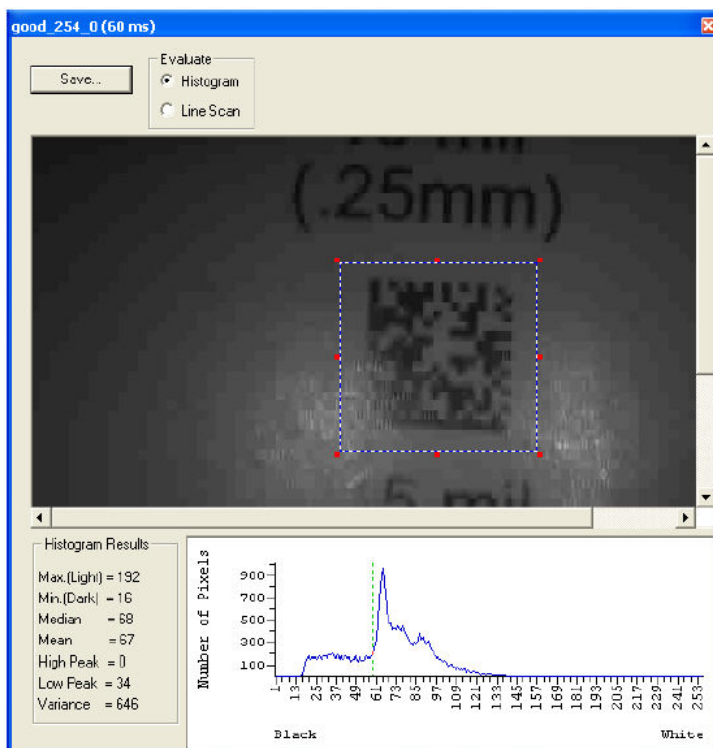 good_254_0 (60 ms)
Save...
Evaluate
Histogram
Line Scan
mil
(.25mm)
5 mil
Histogram Results
Max.(Light) = 192
Min.(Dark) = 16
Median = 68
Mean = 67
High Peak = 0
Low Peak = 34
Variance = 646
Number of Pixels
900
700
500
300
100
1 13 25 37 49 61 73 85 97 109 121 133 145 157 169 181 193 205 217 229 241 253
Black White